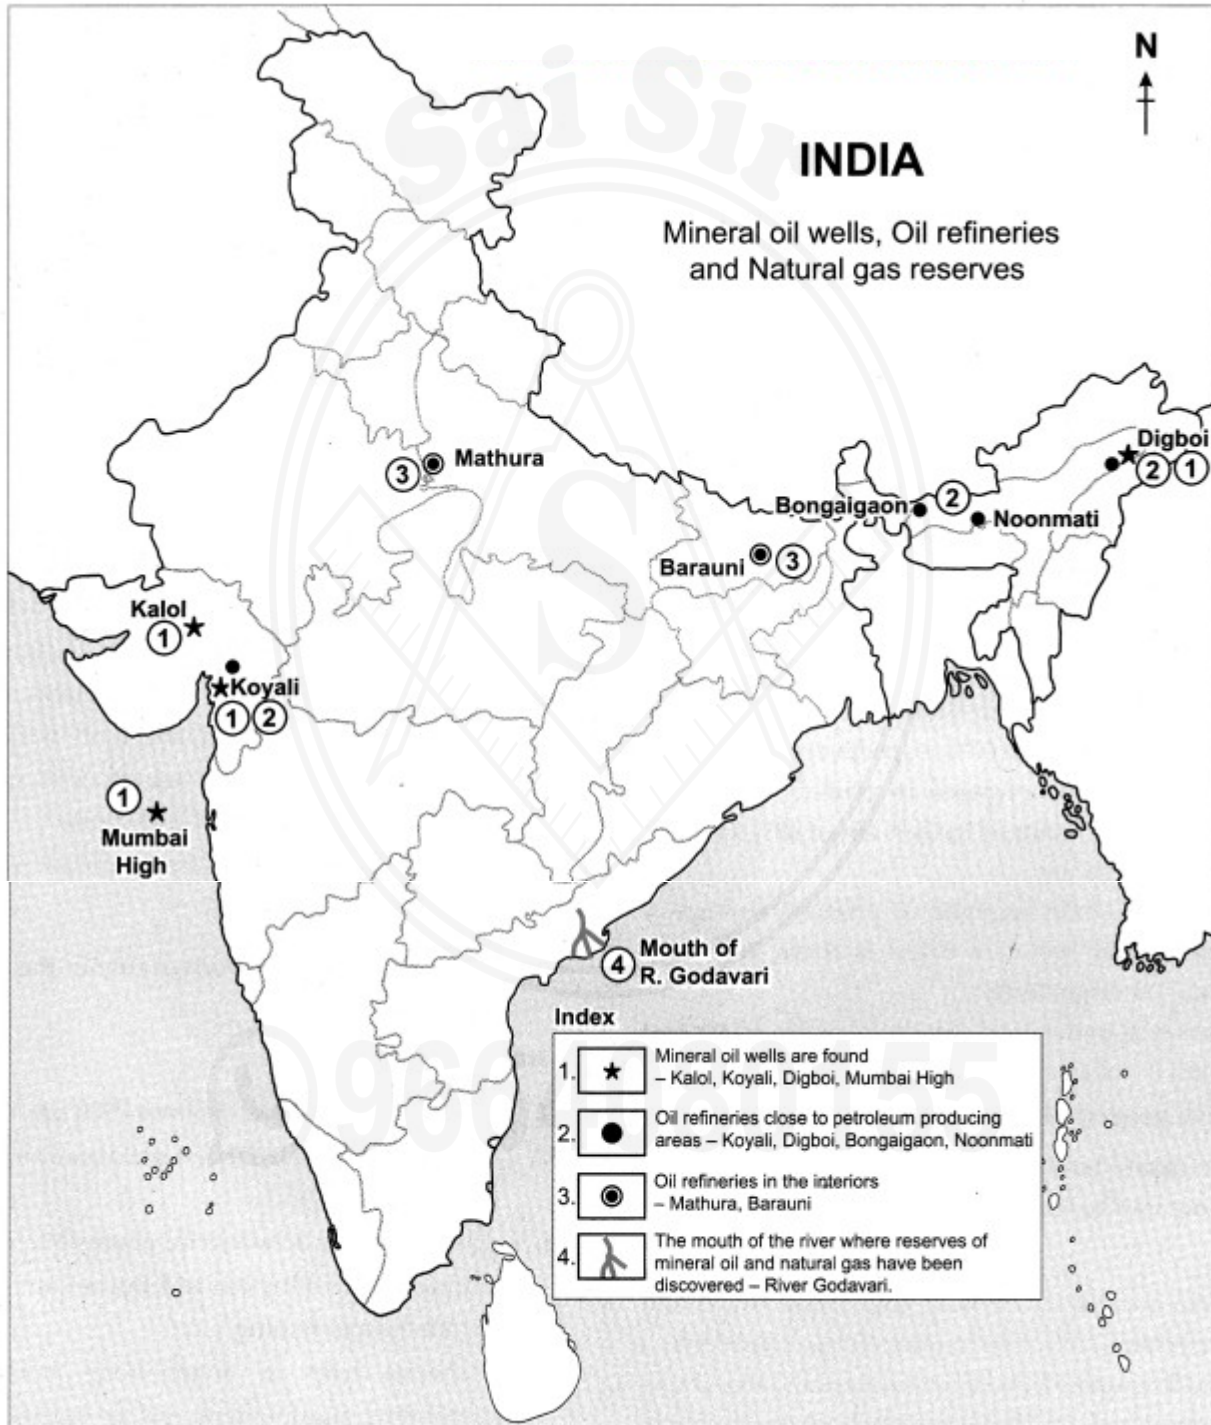 Sai Sir
N
INDIA
Mineral oil wells, Oil refineries
and Natural gas reserves
Digboi
2 1
Mathura
3
Bongaigaon
2
Noonmati
Barauni
3
Kalol
1
Koyali
1 2
1
Mumbai
High
S
4
Mouth of
R. Godavari
Index
1. Mineral oil wells are found
– Kalol, Koyali, Digboi, Mumbai High
2. Oil refineries close to petroleum producing
areas – Koyali, Digboi, Bongaigaon, Noonmati
3. Oil refineries in the interiors
– Mathura, Barauni
4. The mouth of the river where reserves of
mineral oil and natural gas have been
discovered – River Godavari.